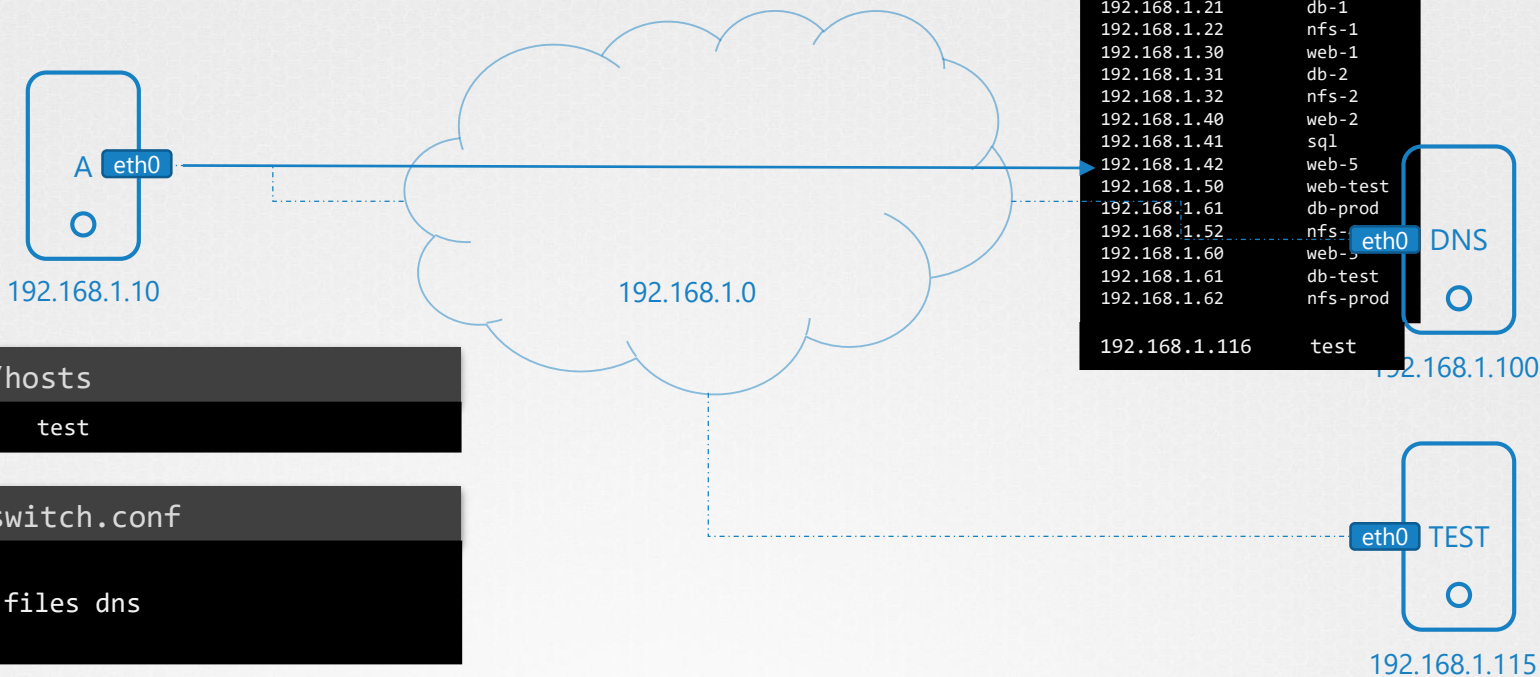 192.168.1.21 db-1
192.168.1.22 nfs-1
192.168.1.30 web-1
192.168.1.31 db-2
192.168.1.32 nfs-2
192.168.1.40 web-2
192.168.1.41 sql
192.168.1.42 web-5
192.168.1.50 web-test
192.168.1.61 db-prod
192.168.1.52 nfs-
192.168.1.60 web-3
192.168.1.61 db-test
192.168.1.62 nfs-prod
192.168.1.116 test
A eth0
192.168.1.10
192.168.1.0
eth0 DNS
192.168.1.100
/hosts
test
switch.conf
files dns
eth0 TEST
192.168.1.115